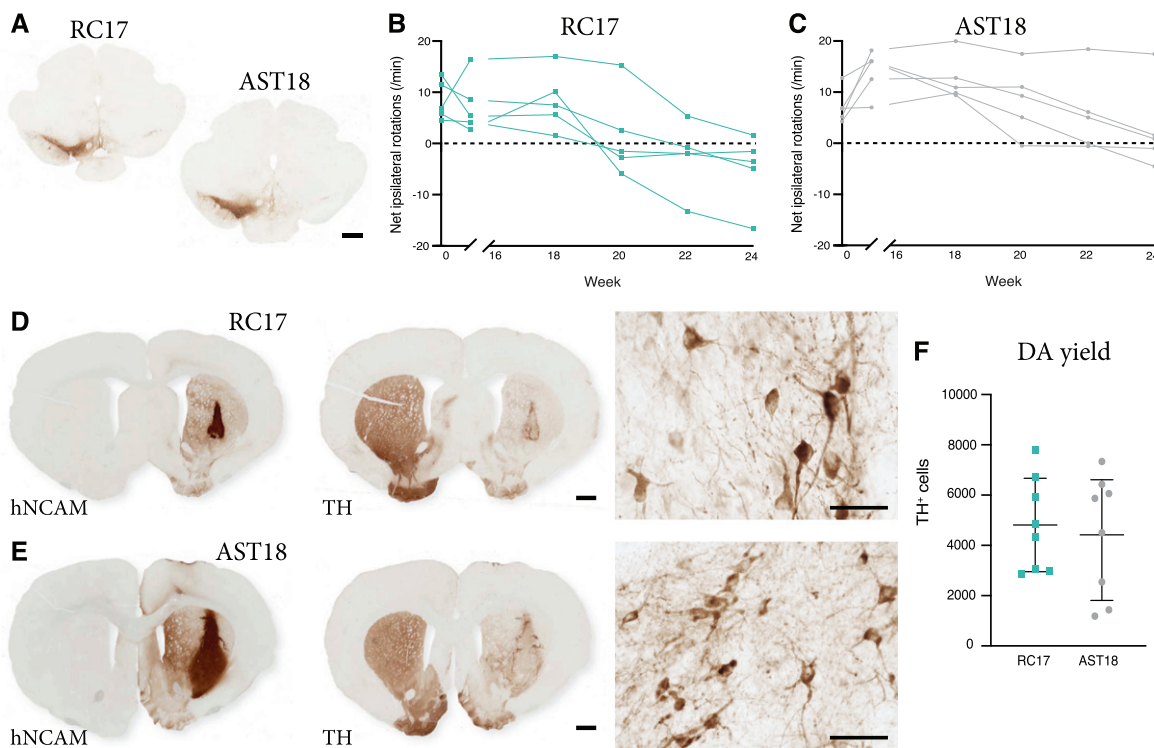 A
RC17
AST18
B
RC17
Net ipsilateral rotations (/min)
20
10
0
-10
-20
0
16
18
20
22
24
Week
C
AST18
Net ipsilateral rotations (/min)
20
10
0
-10
-20
0
16
18
20
22
24
Week
D
RC17
hNCAM
TH
E
AST18
hNCAM
TH
F
DA yield
TH+ cells
10000
8000
6000
4000
2000
0
RC17
AST18